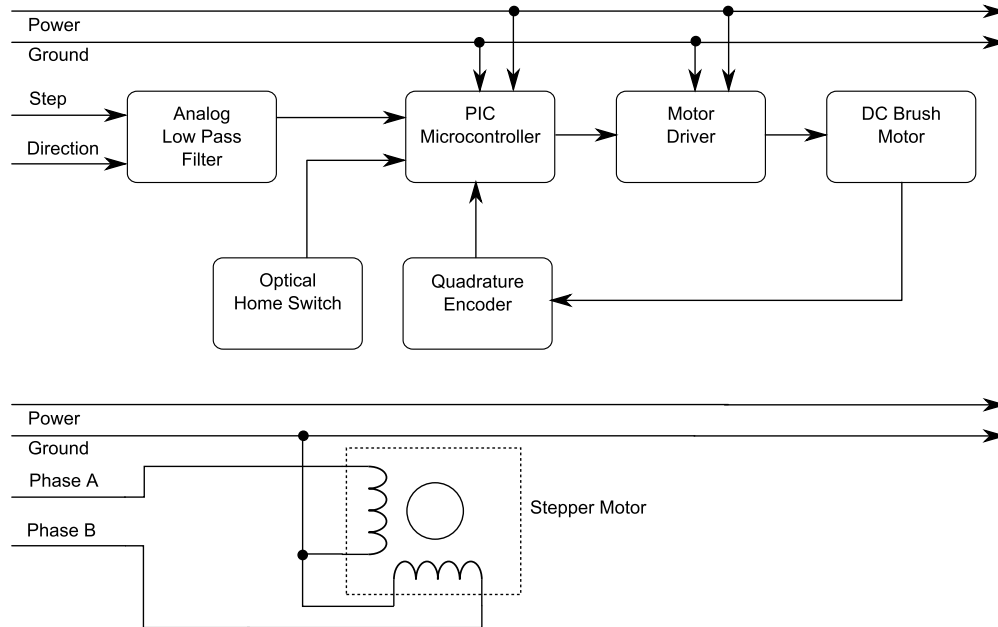 Power
Ground
Step
Direction
Analog
Low Pass
Filter
PIC
Microcontroller
Motor
Driver
DC Brush
Motor
Optical
Home Switch
Quadrature
Encoder
Power
Ground
Phase A
Phase B
Stepper Motor